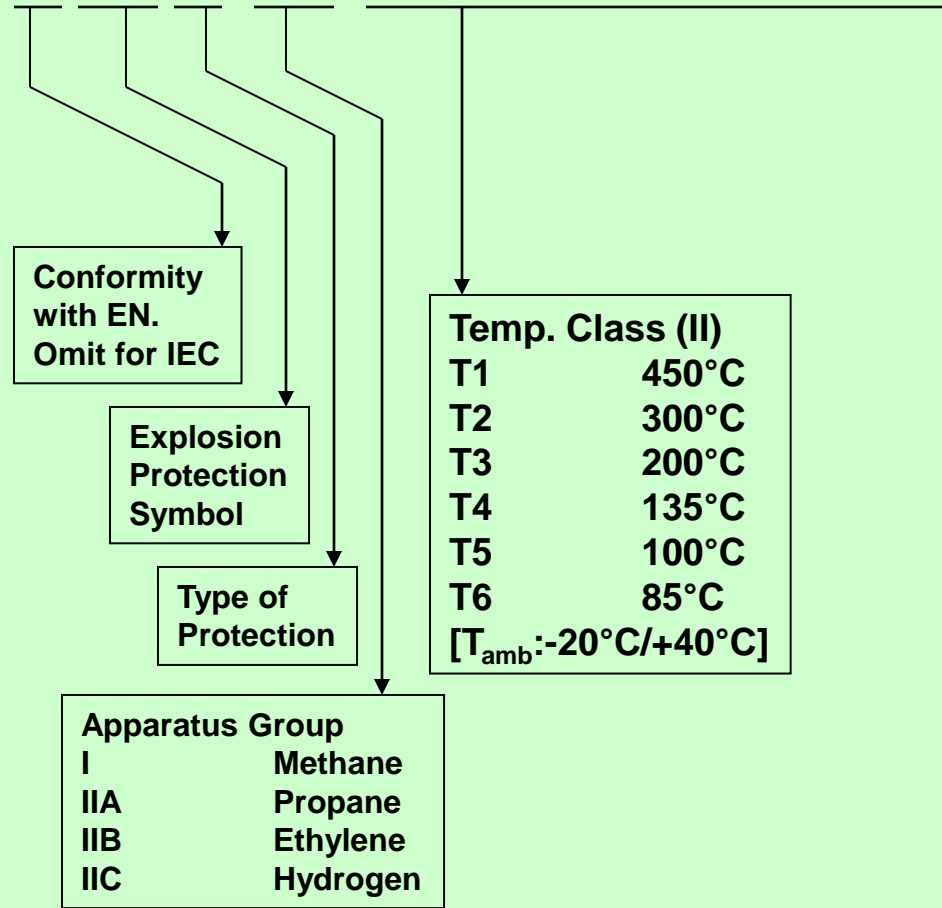 Conformity
with EN.
Omit for IEC
Explosion
Protection
Symbol
Type of
Protection
Apparatus Group
I Methane
IIA Propane
IIB Ethylene
IIC Hydrogen
Temp. Class (II)
T1 450°C
T2 300°C
T3 200°C
T4 135°C
T5 100°C
T6 85°C
[Tamb:-20°C/+40°C]